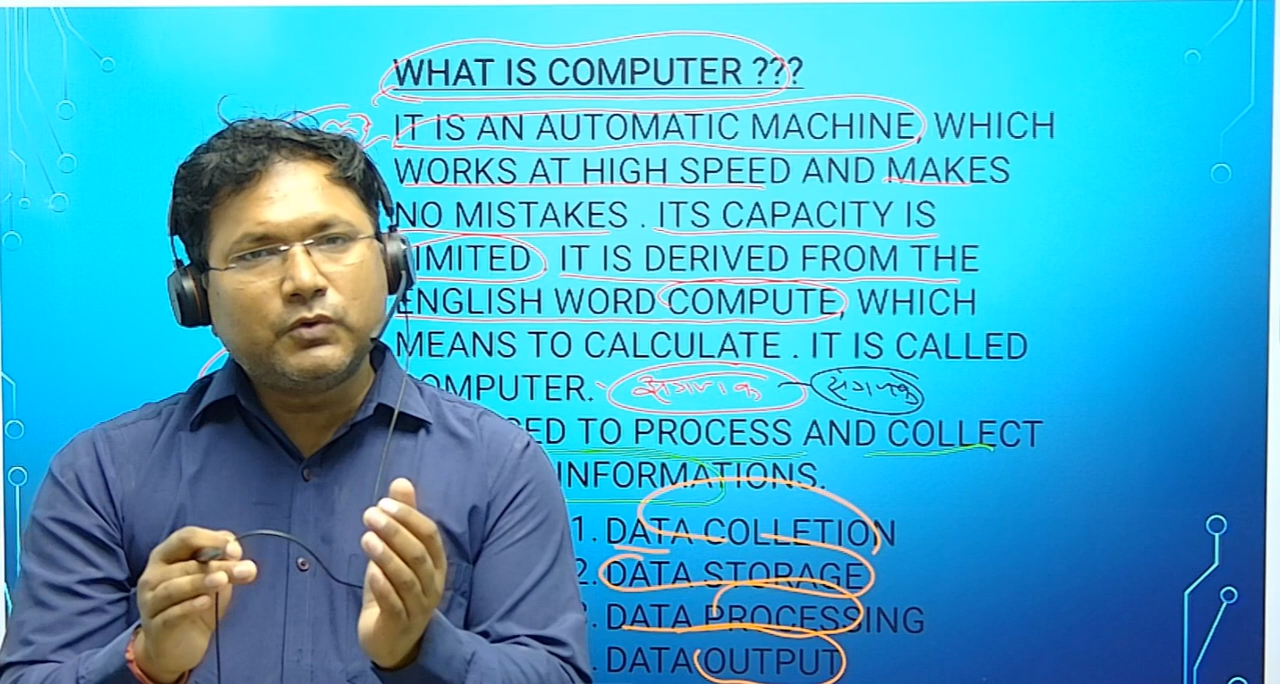 WHAT IS COMPUTER ???
IT IS AN AUTOMATIC MACHINE, WHICH
WORKS AT HIGH SPEED AND MAKES
NO MISTAKES . ITS CAPACITY IS
LIMITED IT IS DERIVED FROM THE
ENGLISH WORD COMPUTE, WHICH
MEANS TO CALCULATE . IT IS CALLED
COMPUTER. संगणक
TO PROCESS AND COLLECT
INFORMATIONS.
1. DATA COLLETION
2. DATA STORAGE
DATA PROCESSING
DATA OUTPUT